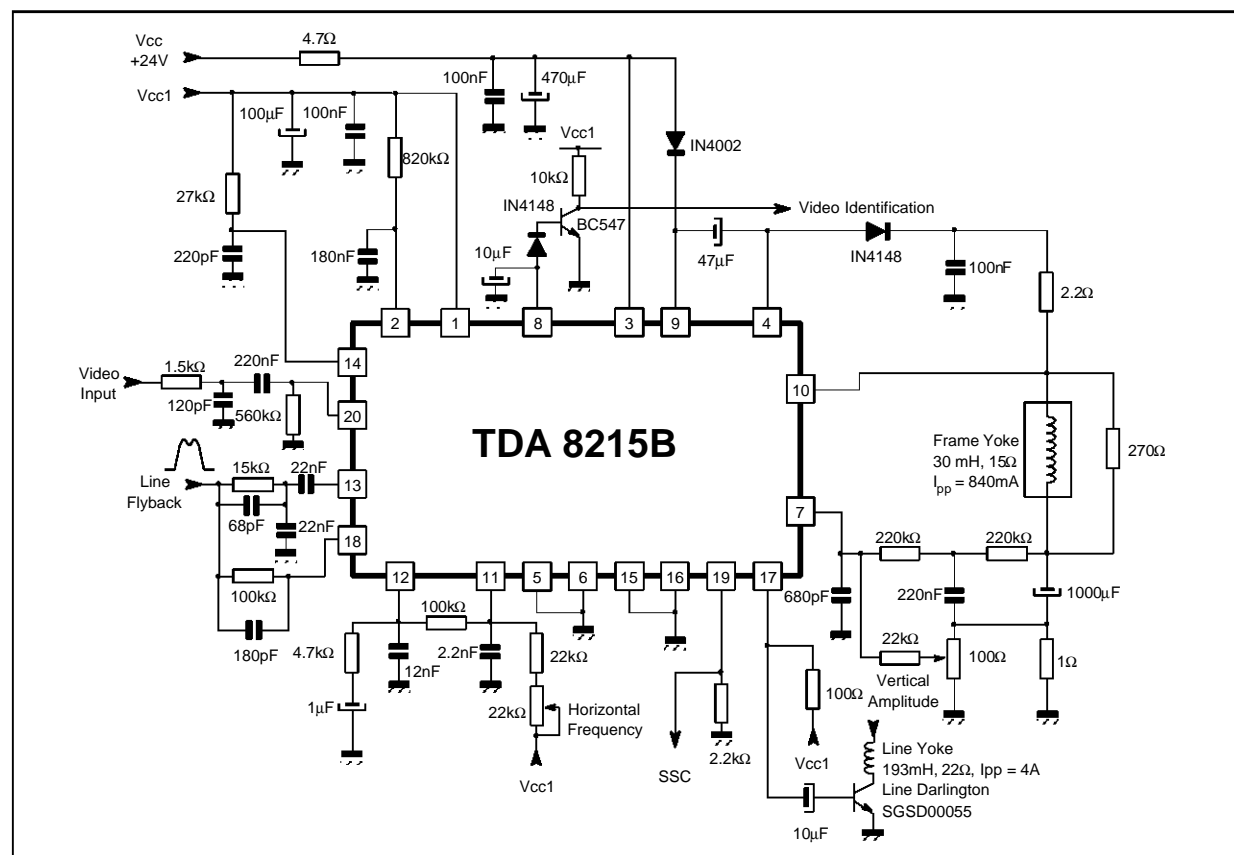 Vcc
+24V
4.7Ω
Vcc1
100μF
100nF
100nF
470μF
820kΩ
27kΩ
220pF
180nF
Vcc1
10kΩ
IN4148
BC547
10μF
IN4002
Video Identification
47μF
IN4148
100nF
2.2Ω
2
1
8
3
9
4
14
20
13
18
10
7
Video
Input
1.5kΩ
220nF
120pF
560kΩ
TDA 8215B
Line
Flyback
15kΩ
22nF
68pF
22nF
100kΩ
180pF
Frame Yoke
30 mH, 15Ω
Ipp = 840mA
270Ω
12
11
5
6
15
16
19
17
220kΩ
220kΩ
680pF
220nF
1000μF
22kΩ
100Ω
1Ω
Vertical
Amplitude
100kΩ
4.7kΩ
12nF
2.2nF
22kΩ
1μF
22kΩ
Horizontal
Frequency
Vcc1
SSC
2.2kΩ
100Ω
Vcc1
10μF
Line Yoke
193mH, 22Ω, Ipp = 4A
Line Darlington
SGSD00055